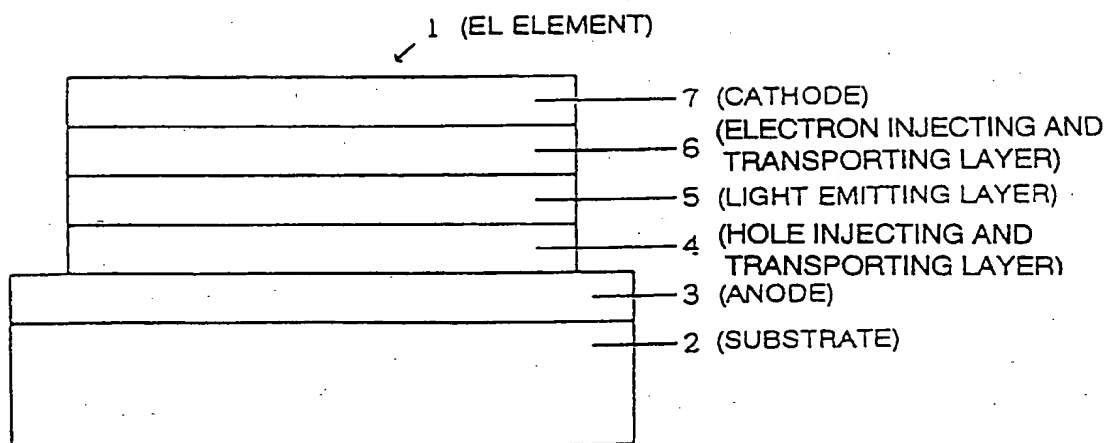 1 (EL ELEMENT)
7 (CATHODE)
6 (ELECTRON INJECTING AND
TRANSPORTING LAYER)
5 (LIGHT EMITTING LAYER)
4 (HOLE INJECTING AND
TRANSPORTING LAYER)
3 (ANODE)
2 (SUBSTRATE)